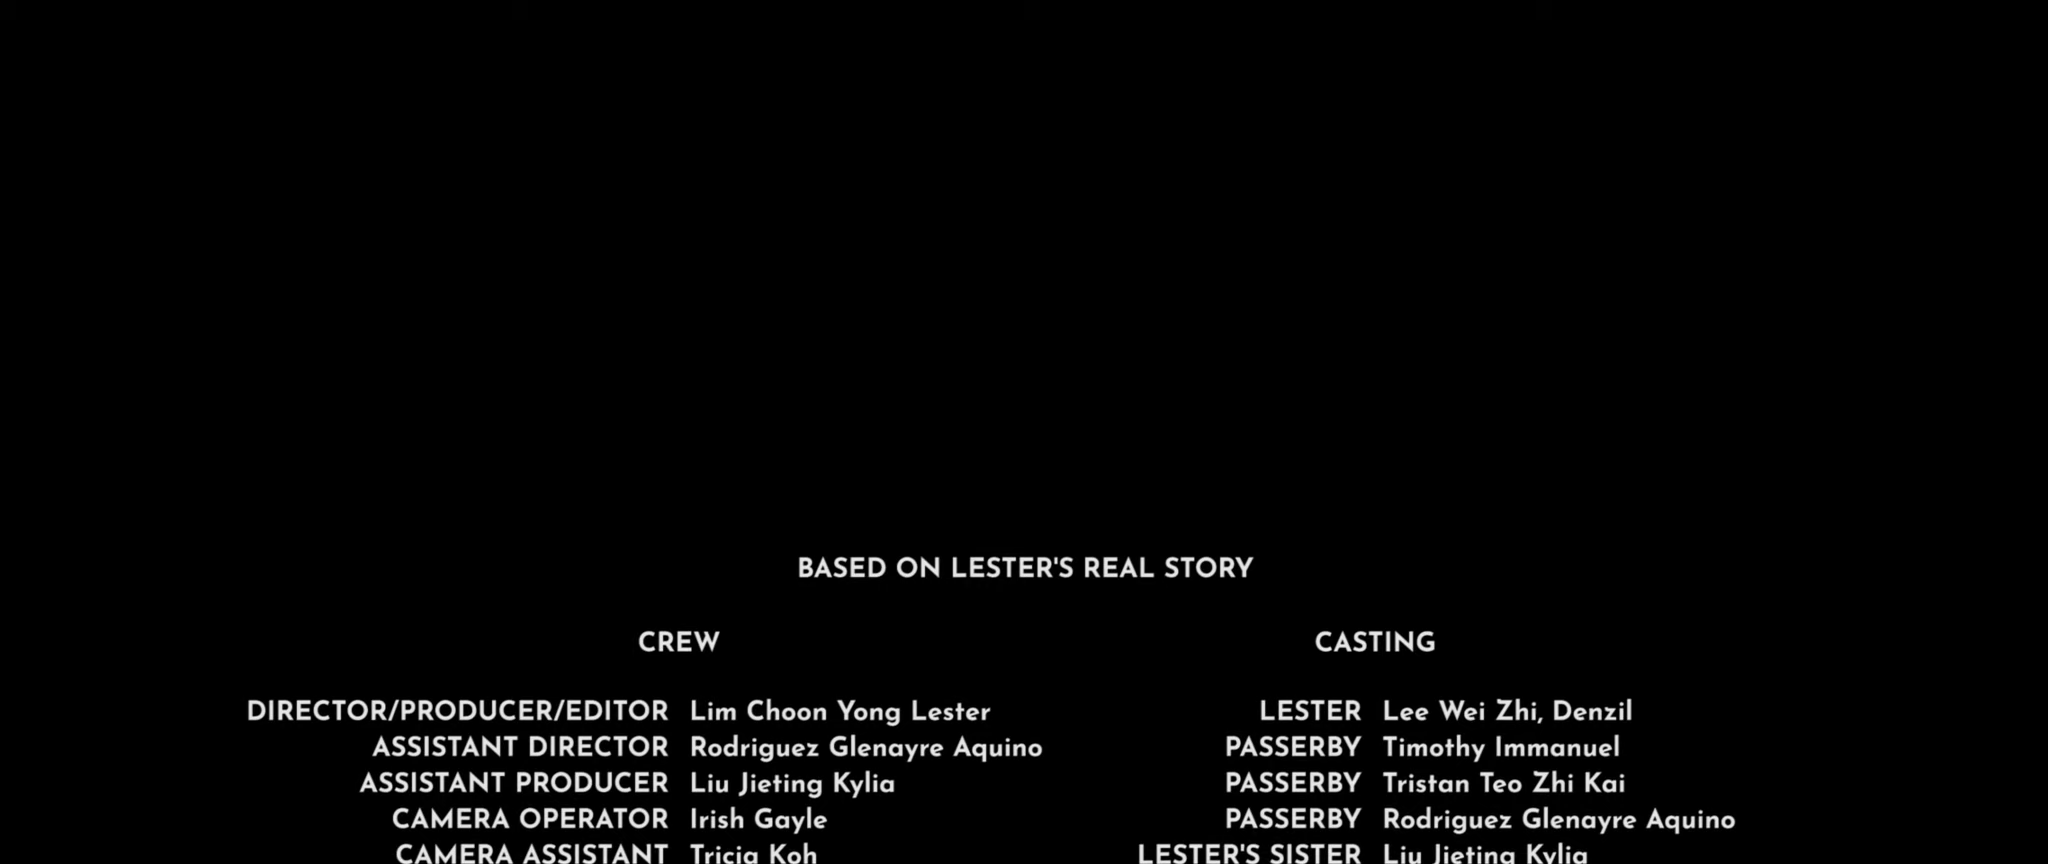 BASED ON LESTER'S REAL STORY
CREW
DIRECTOR/PRODUCER/EDITOR Lim Choon Yong Lester
ASSISTANT DIRECTOR Rodriguez Glenayre Aquino
ASSISTANT PRODUCER Liu Jieting Kylia
CAMERA OPERATOR Irish Gayle
CAMERA ASSISTANT Tricia Koh
CASTING
LESTER Lee Wei Zhi, Denzil
PASSERBY Timothy Immanuel
PASSERBY Tristan Teo Zhi Kai
PASSERBY Rodriguez Glenayre Aquino
LESTER'S SISTER Liu Jieting Kylia